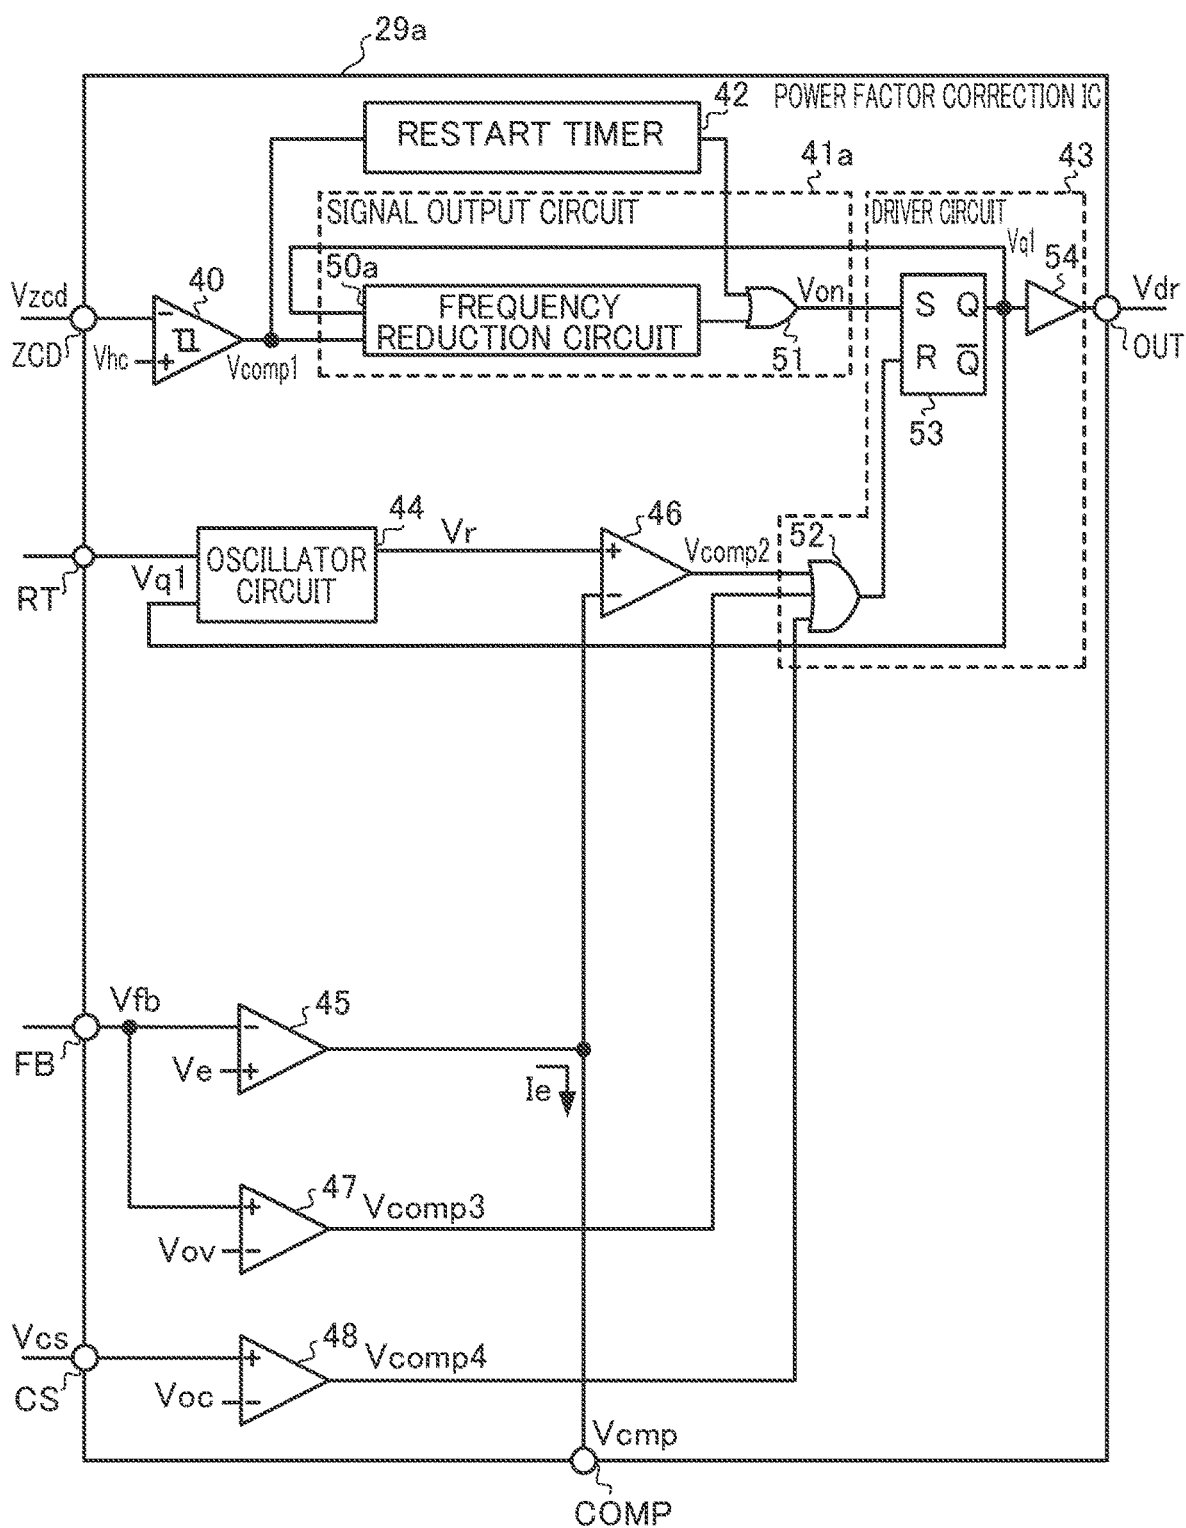 29a
POWER FACTOR CORRECTION IC
42
RESTART TIMER
41a
43
SIGNAL OUTPUT CIRCUIT
DRIVER CIRCUIT
Vq1
50a
54
Vzcd
40
FREQUENCY
REDUCTION CIRCUIT
Von
S Q
R Q̅
Vdr
ZCD
Vhc
− +
Vcomp1
51
OUT
53
44
Vr
46
Vcomp2
52
RT
Vq1
OSCILLATOR
CIRCUIT
+ −
Vfb
45
FB
Ve
− +
Ie
47
Vcomp3
Vov
+ −
Vcs
48
Vcomp4
CS
Voc
+ −
Vcmp
COMP